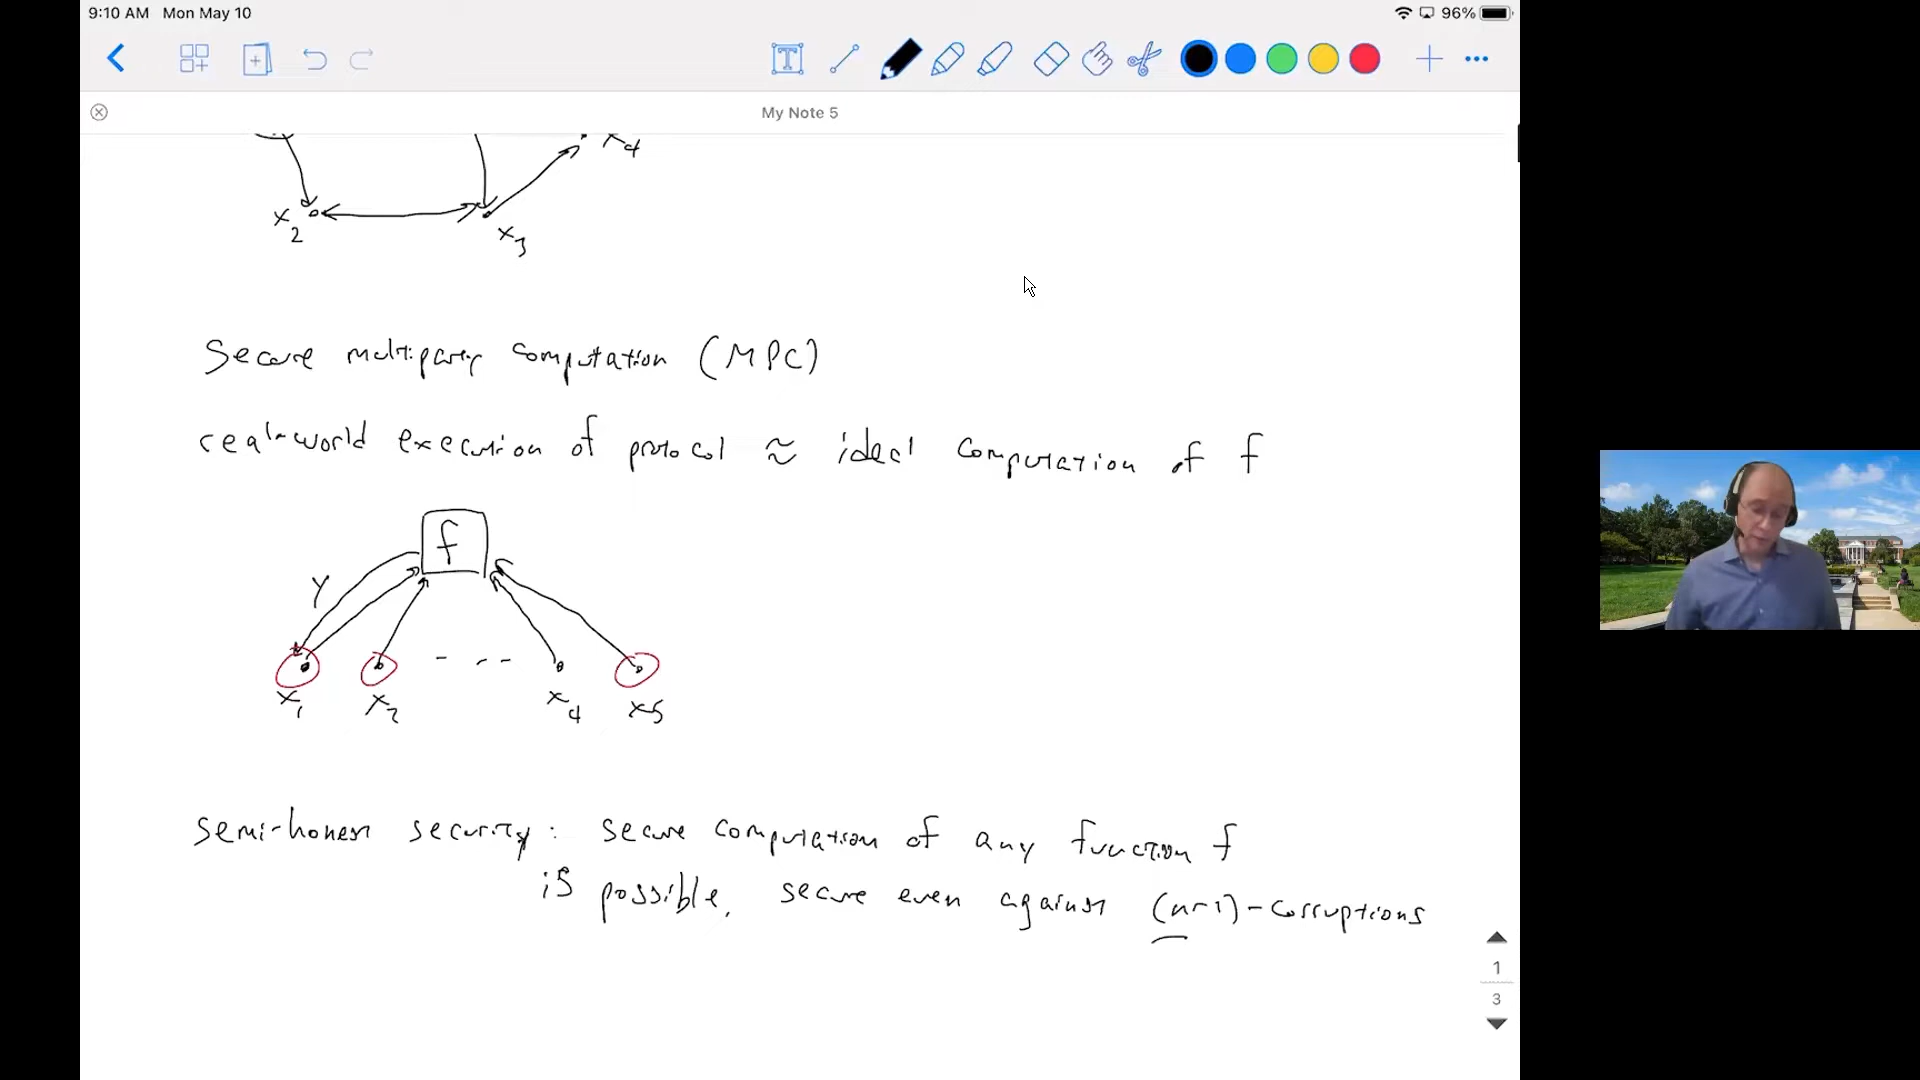 9:10 AM Mon May 10 96%
T
My Note 5
x4
x2
x3
Secure multiparty computation (MPC)
real-world execution of protocol ≈ ideal computation of f
f
y
x1 x2 --- x4 x5
semi-honest security: secure computation of any function f
is possible, secure even against (n-1)-corruptions
1
3